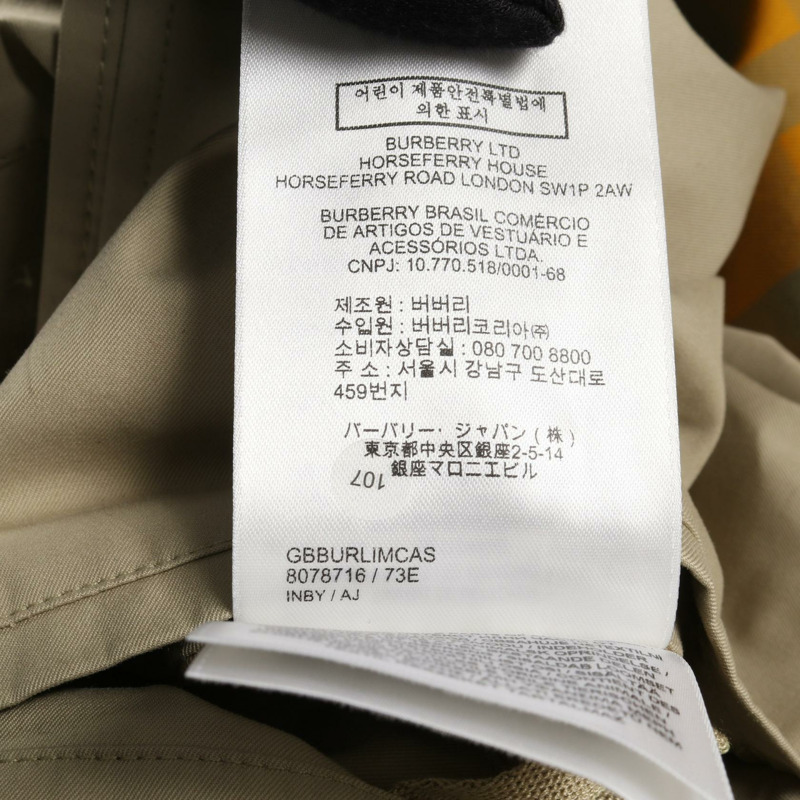 어린이 제품안전특별법에
의한 표시
BURBERRY LTD
HORSEFERRY HOUSE
HORSEFERRY ROAD LONDON SW1P 2AW
BURBERRY BRASIL COMÉRCIO
DE ARTIGOS DE VESTUÁRIO E
ACESSÓRIOS LTDA.
CNPJ: 10.770.518/0001-68
제조원 : 버버리
수입원 : 버버리코리아㈜
소비자상담실 : 080 700 8800
주 소 : 서울시 강남구 도산대로
459번지
バーバリー・ジャパン(株)
東京都中央区銀座2-5-14
銀座マロニエビル
107
GBBURLIMCAS
8078716 / 73E
INBY / AJ